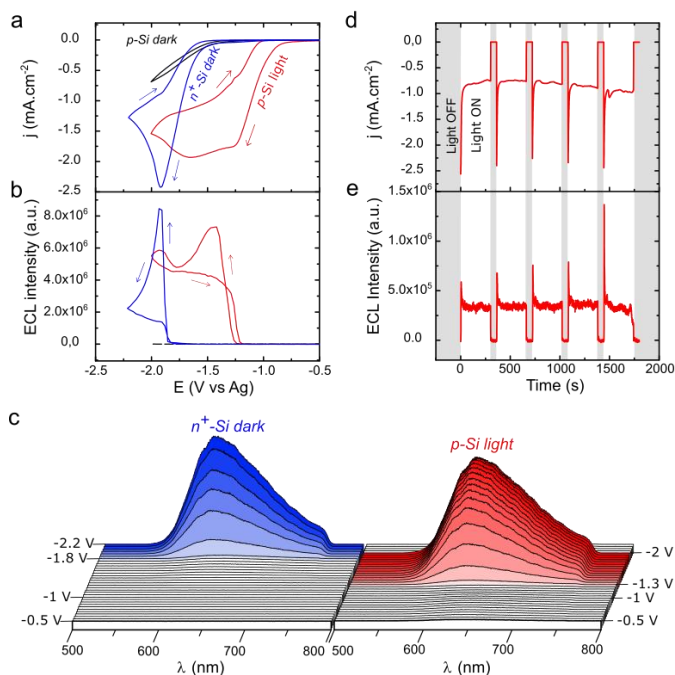 a
0.0
-0.5
-1.0
-1.5
-2.0
-2.5
j (mA.cm-2)
p-Si dark
n+-Si dark
p-Si light
b
8.0x10^6
6.0x10^6
4.0x10^6
2.0x10^6
0,0
ECL intensity (a.u.)
-2.5 -2.0 -1.5 -1.0 -0.5
E (V vs Ag)
d
0,0
-0.5
-1.0
-1.5
-2.0
-2.5
j (mA.cm-2)
Light OFF
Light ON
e
1.5x10^6
1.0x10^6
5.0x10^5
0.0
ECL Intensity (a.u.)
0 500 1000 1500 2000
Time (s)
c
n+-Si dark
p-Si light
-2.2 V
-1.8 V
-1 V
-0.5 V
-2 V
-1.3 V
-1 V
-0.5 V
500 600 700 800
λ (nm)
500 600 700 800
λ (nm)